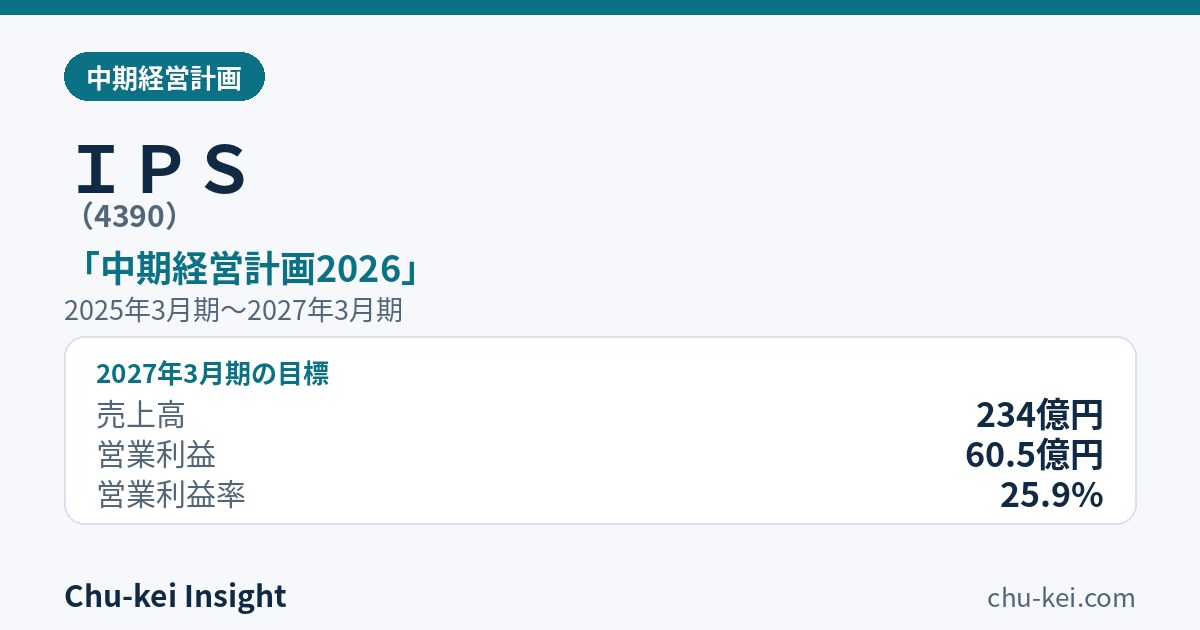 中期経営計画
ＩＰＳ
（4390）
「中期経営計画2026」
2025年3月期～2027年3月期
2027年3月期の目標
売上高 234億円
営業利益 60.5億円
営業利益率 25.9%
Chu-kei Insight chu-kei.com